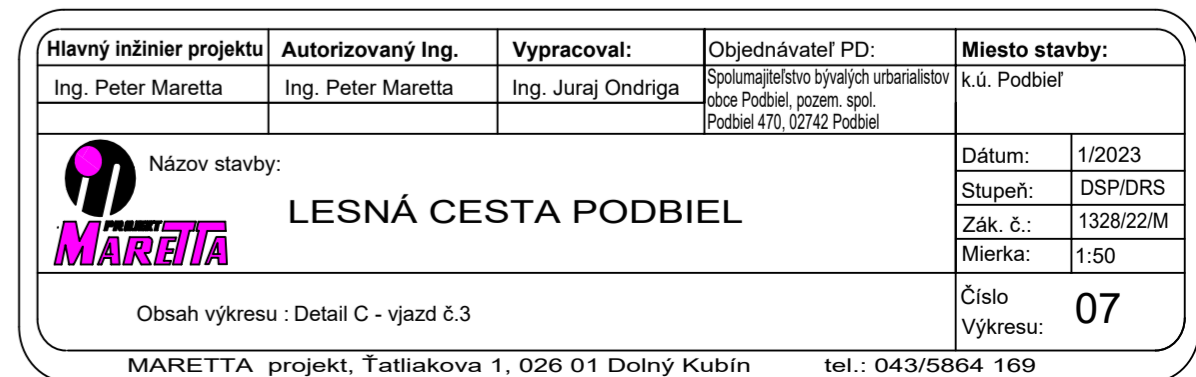 Hlavný inžinier projektu Autorizovaný Ing. Vypracoval: Objednávateľ PD: Miesto stavby:
Ing. Peter Maretta Ing. Peter Maretta Ing. Juraj Ondriga Spolumajiteľstvo bývalých urbarialistov k.ú. Podbieľ
obce Podbiel, pozem. spol.
Podbiel 470, 02742 Podbiel
Názov stavby:
LESNÁ CESTA PODBIEL
PROJEKT
MARETTA
Dátum: 1/2023
Stupeň: DSP/DRS
Zák. č.: 1328/22/M
Mierka: 1:50
Obsah výkresu : Detail C - vjazd č.3
Číslo
Výkresu: 07
MARETTA projekt, Ťatliakova 1, 026 01 Dolný Kubín tel.: 043/5864 169